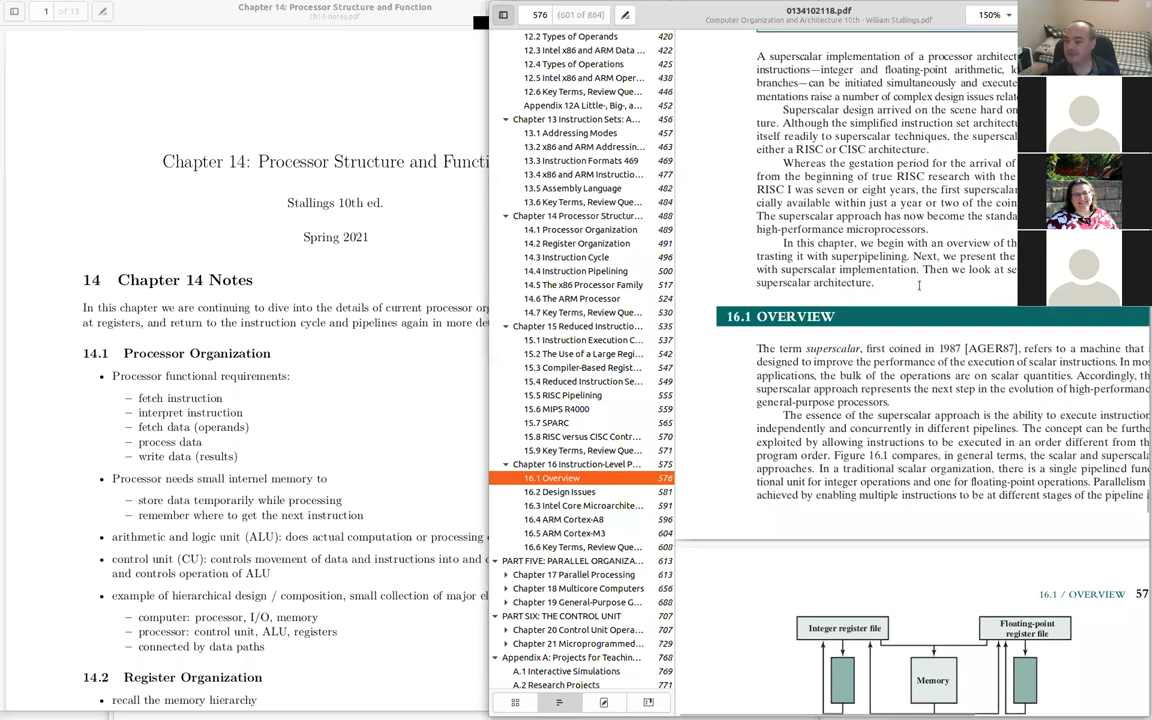 1 of 13
Chapter 14: Processor Structure and Function
ch14-notes.pdf
Chapter 14: Processor Structure and Functi
Stallings 10th ed.
Spring 2021
14 Chapter 14 Notes
In this chapter we are continuing to dive into the details of current processor org
at registers, and return to the instruction cycle and pipelines again in more det
14.1 Processor Organization
• Processor functional requirements:
– fetch instruction
– interpret instruction
– fetch data (operands)
– process data
– write data (results)
• Processor needs small internal memory to
– store data temporarily while processing
– remember where to get the next instruction
• arithmetic and logic unit (ALU): does actual computation or processing o
• control unit (CU): controls movement of data and instructions into and o
and controls operation of ALU
• example of hierarchical design / composition, small collection of major el
– computer: processor, I/O, memory
– processor: control unit, ALU, registers
– connected by data paths
14.2 Register Organization
• recall the memory hierarchy
576 (601 of 864)
0134102118.pdf
Computer Organization and Architecture 10th - William Stallings.pdf
150%
12.2 Types of Operands 420
12.3 Intel x86 and ARM Data ... 422
12.4 Types of Operations 425
12.5 Intel x86 and ARM Oper... 438
12.6 Key Terms, Review Que... 446
Appendix 12A Little-, Big-, a... 452
Chapter 13 Instruction Sets: A... 456
13.1 Addressing Modes 457
13.2 x86 and ARM Addressin... 463
13.3 Instruction Formats 469 469
13.4 x86 and ARM Instructio... 477
13.5 Assembly Language 482
13.6 Key Terms, Review Que... 484
Chapter 14 Processor Structur... 488
14.1 Processor Organization 489
14.2 Register Organization 491
14.3 Instruction Cycle 496
14.4 Instruction Pipelining 500
14.5 The x86 Processor Family 517
14.6 The ARM Processor 524
14.7 Key Terms, Review Que... 530
Chapter 15 Reduced Instructio... 535
15.1 Instruction Execution C... 537
15.2 The Use of a Large Regi... 542
15.3 Compiler-Based Regist... 547
15.4 Reduced Instruction Se... 549
15.5 RISC Pipelining 555
15.6 MIPS R4000 559
15.7 SPARC 565
15.8 RISC versus CISC Contr... 570
15.9 Key Terms, Review Que... 571
Chapter 16 Instruction-Level P... 575
16.1 Overview 576
16.2 Design Issues 581
16.3 Intel Core Microarchite... 591
16.4 ARM Cortex-A8 596
16.5 ARM Cortex-M3 604
16.6 Key Terms, Review Que... 608
PART FIVE: PARALLEL ORGANIZA... 613
Chapter 17 Parallel Processing 613
Chapter 18 Multicore Computers 656
Chapter 19 General-Purpose G... 688
PART SIX: THE CONTROL UNIT 707
Chapter 20 Control Unit Opera... 707
Chapter 21 Microprogrammed... 729
Appendix A: Projects for Teachin... 768
A.1 Interactive Simulations 769
A.2 Research Projects 771
A superscalar implementation of a processor architect
instructions—integer and floating-point arithmetic, lo
branches—can be initiated simultaneously and execute
mentations raise a number of complex design issues relat
Superscalar design arrived on the scene hard on
ture. Although the simplified instruction set architectu
itself readily to superscalar techniques, the superscal
either a RISC or CISC architecture.
Whereas the gestation period for the arrival of
from the beginning of true RISC research with the
RISC I was seven or eight years, the first superscalar
cially available within just a year or two of the coin
The superscalar approach has now become the standa
high-performance microprocessors.
In this chapter, we begin with an overview of th
trasting it with superpipelining. Next, we present the
with superscalar implementation. Then we look at se
superscalar architecture.
16.1 OVERVIEW
The term superscalar, first coined in 1987 [AGER87], refers to a machine that
designed to improve the performance of the execution of scalar instructions. In mos
applications, the bulk of the operations are on scalar quantities. Accordingly, th
superscalar approach represents the next step in the evolution of high-performanc
general-purpose processors.
The essence of the superscalar approach is the ability to execute instruction
independently and concurrently in different pipelines. The concept can be furthe
exploited by allowing instructions to be executed in an order different from th
program order. Figure 16.1 compares, in general terms, the scalar and superscala
approaches. In a traditional scalar organization, there is a single pipelined func
tional unit for integer operations and one for floating-point operations. Parallelism
achieved by enabling multiple instructions to be at different stages of the pipeline
16.1 / OVERVIEW 57
Integer register file
Floating-point
register file
Memory